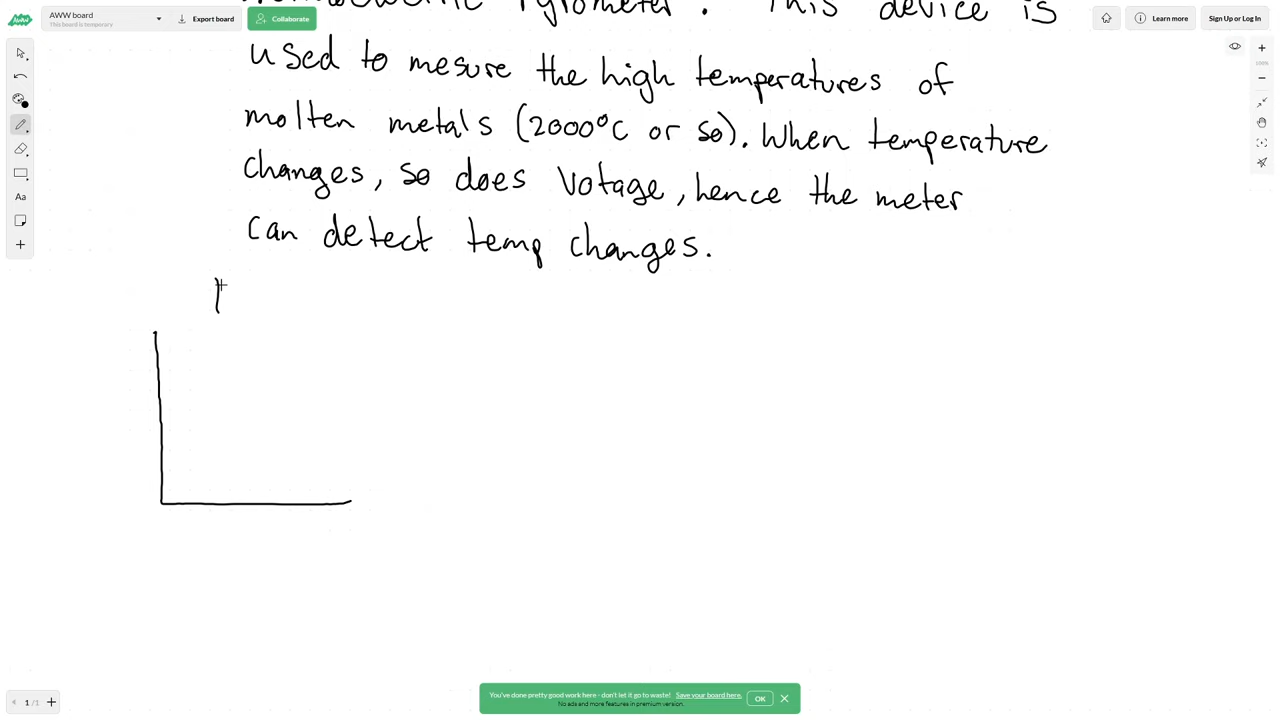 AWW board
This board is temporary
Export board
Collaborate
Learn more
Sign Up or Log In
Pyrometer. This device is
used to mesure the high temperatures of
molten metals (2000°C or so). When temperature
changes, so does Votage, hence the meter
can detect temp changes.
100%
Aa
You've done pretty good work here - don't let it go to waste! Save your board here.
No ads and more features in premium version.
OK
1 /1